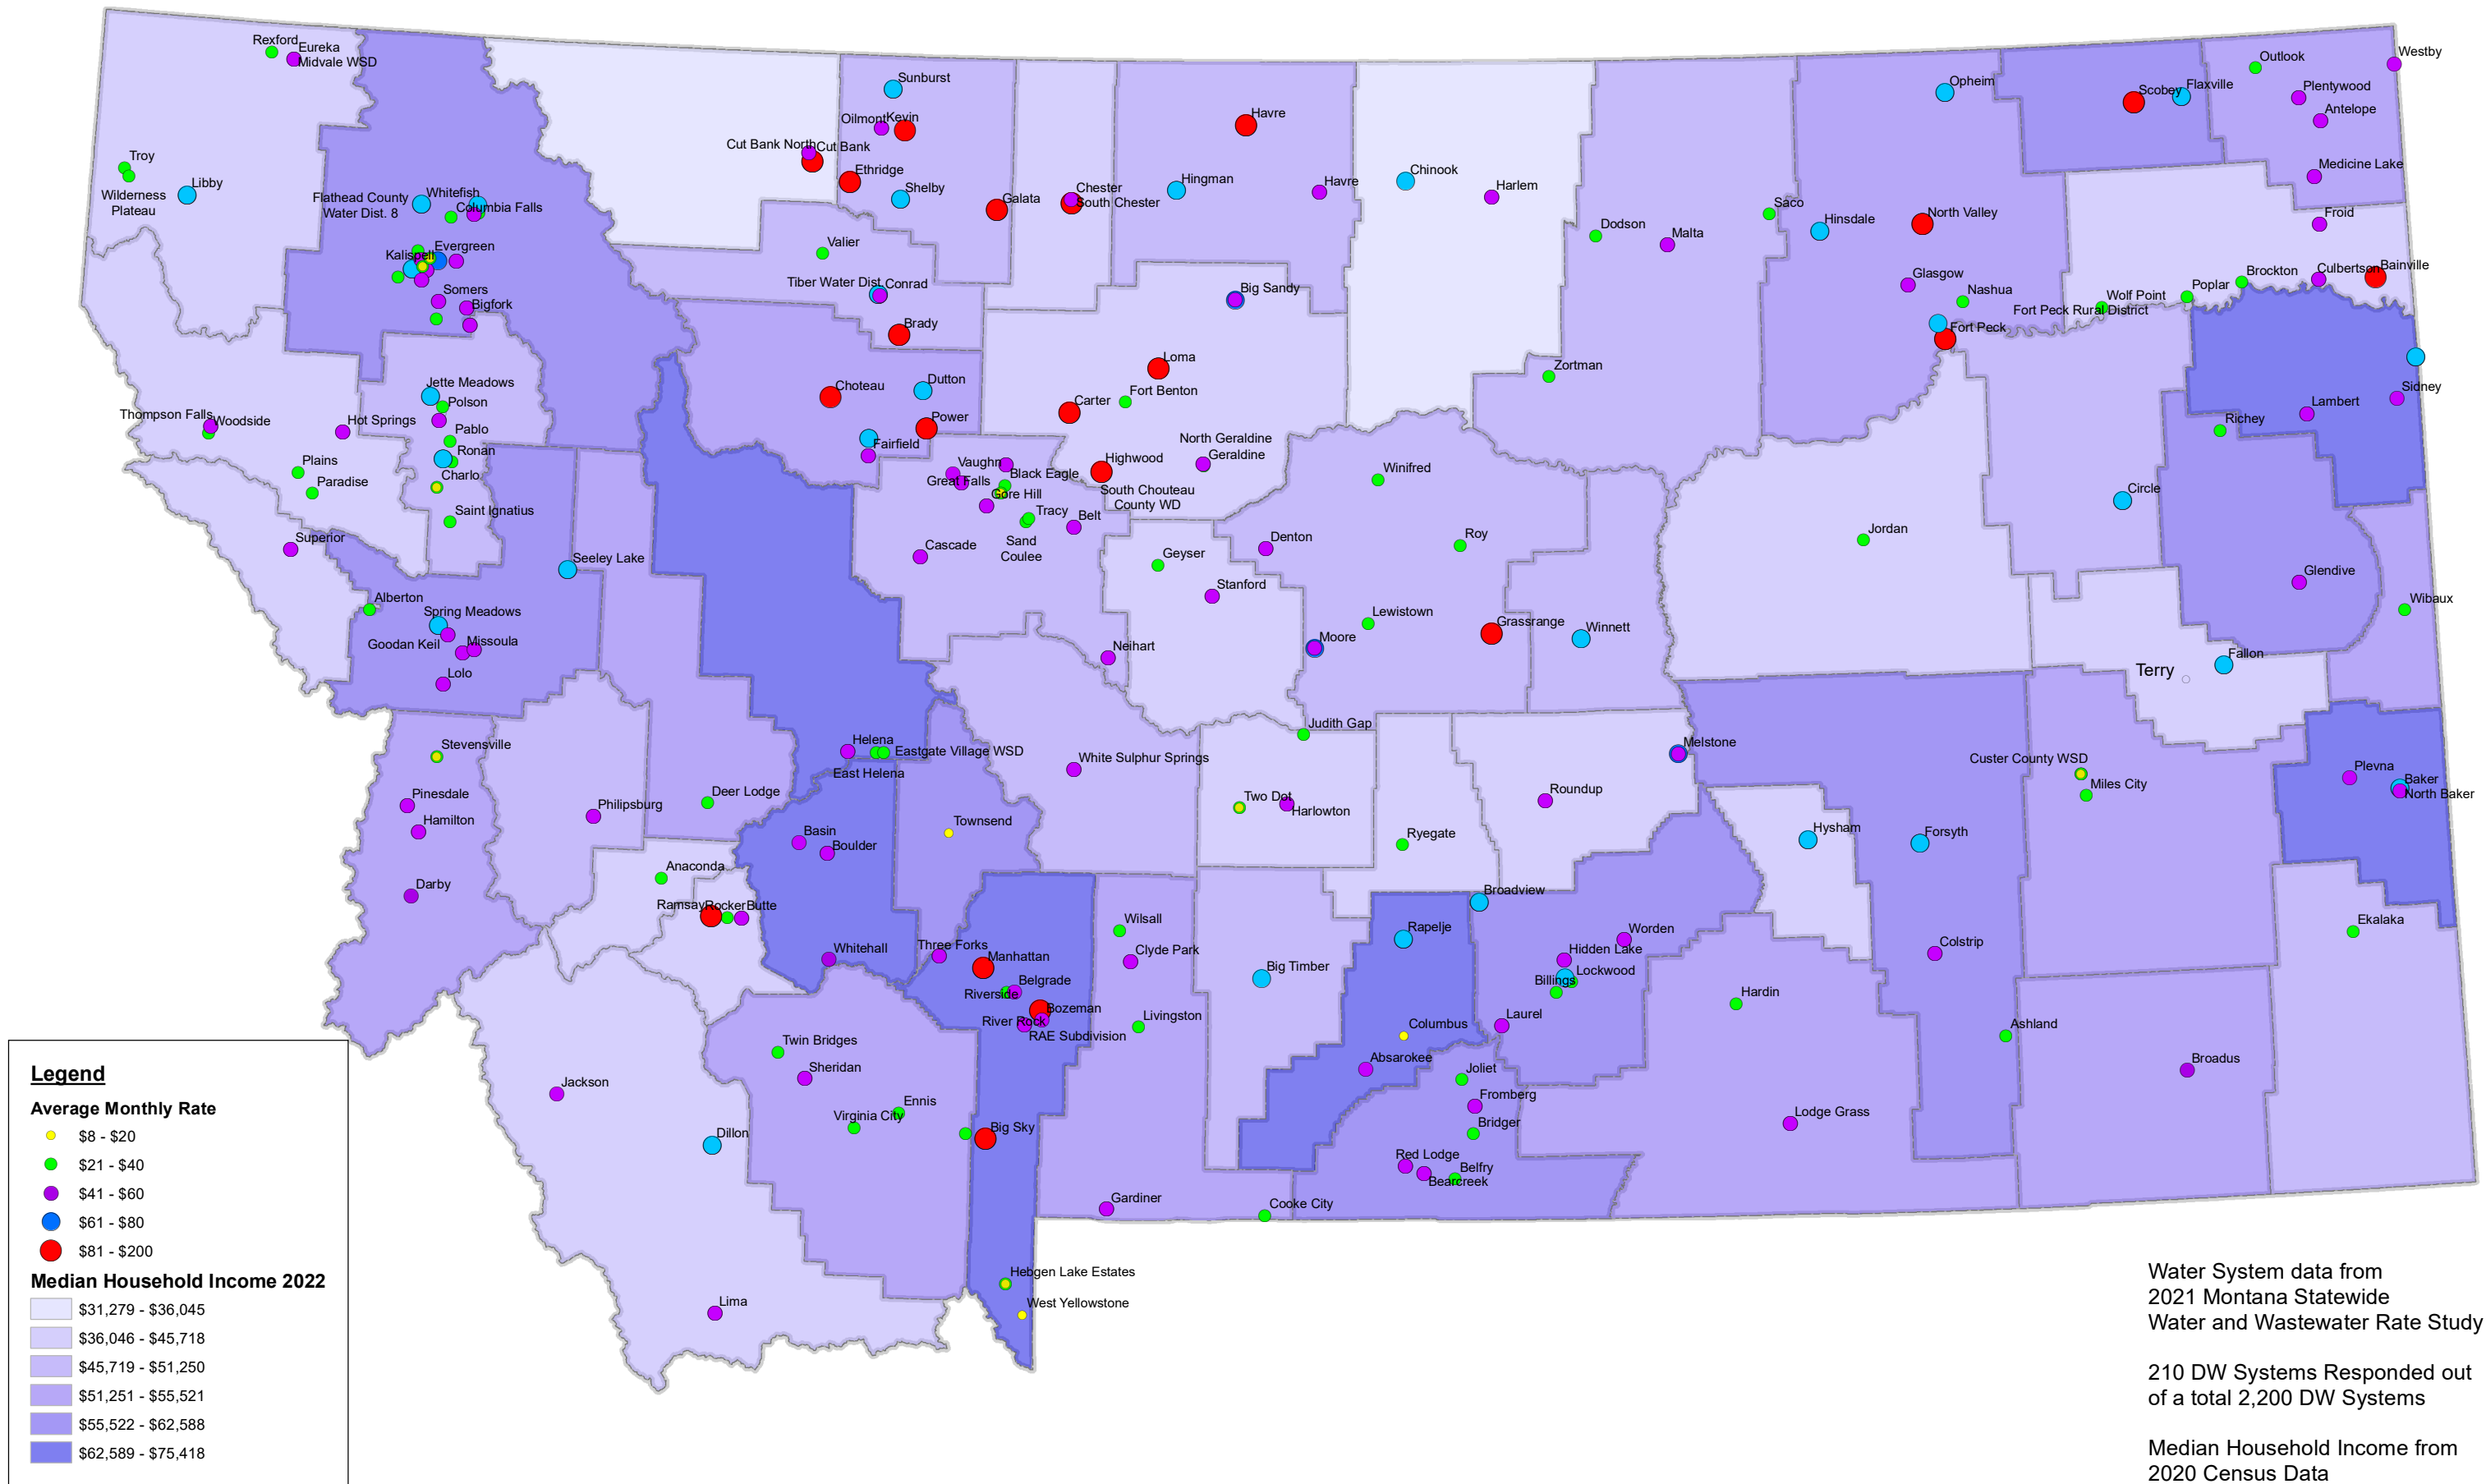 Rexford
Eureka
Midvale WSD
Troy
Wilderness
Plateau
Libby
Flathead County
Water Dist. 8
Whitefish
Columbia Falls
Evergreen
Kalispell
Somers
Bigfork
Jette Meadows
Polson
Pablo
Ronan
Charlo
Saint Ignatius
Thompson Falls
Woodside
Hot Springs
Plains
Paradise
Superior
Alberton
Spring Meadows
Goodan Keil
Missoula
Lolo
Seeley Lake
Stevensville
Pinesdale
Hamilton
Darby
Philipsburg
Deer Lodge
Anaconda
Ramsay
Rocker
Butte
Helena
Eastgate Village WSD
East Helena
Basin
Boulder
Whitehall
Townsend
Jackson
Dillon
Lima
Twin Bridges
Sheridan
Virginia City
Ennis
Three Forks
Manhattan
Belgrade
Riverside
Bozeman
River Rock
RAE Subdivision
Big Sky
Hebgen Lake Estates
West Yellowstone
Sunburst
Oilmont
Kevin
Cut Bank North
Cut Bank
Ethridge
Shelby
Galata
Valier
Tiber Water Dist.
Conrad
Brady
Choteau
Dutton
Power
Fairfield
Vaughn
Black Eagle
Great Falls
Gore Hill
Tracy
Sand
Coulee
Belt
Cascade
Neihart
White Sulphur Springs
Chester
South Chester
Hingman
Havre
Havre
Big Sandy
Loma
Fort Benton
Carter
Highwood
South Chouteau
County WD
North Geraldine
Geraldine
Geyser
Stanford
Denton
Moore
Lewistown
Winifred
Roy
Grassrange
Winnett
Judith Gap
Two Dot
Harlowton
Ryegate
Roundup
Melstone
Wilsall
Clyde Park
Livingston
Gardiner
Cooke City
Big Timber
Rapelje
Columbus
Absarokee
Broadview
Worden
Hidden Lake
Lockwood
Billings
Laurel
Joliet
Fromberg
Bridger
Red Lodge
Bearcreek
Belfry
Hardin
Lodge Grass
Chinook
Harlem
Dodson
Malta
Zortman
Saco
Hinsdale
Opheim
North Valley
Glasgow
Nashua
Fort Peck
Fort Peck Rural District
Wolf Point
Poplar
Brockton
Culbertson
Bainville
Froid
Scobey
Flaxville
Outlook
Westby
Plentywood
Antelope
Medicine Lake
Sidney
Lambert
Richey
Circle
Jordan
Glendive
Wibaux
Fallon
Terry
Custer County WSD
Miles City
Plevna
Baker
North Baker
Ekalaka
Hysham
Forsyth
Colstrip
Ashland
Broadus
Legend
Average Monthly Rate
$8 - $20
$21 - $40
$41 - $60
$61 - $80
$81 - $200
Median Household Income 2022
$31,279 - $36,045
$36,046 - $45,718
$45,719 - $51,250
$51,251 - $55,521
$55,522 - $62,588
$62,589 - $75,418
Water System data from
2021 Montana Statewide
Water and Wastewater Rate Study
210 DW Systems Responded out
of a total 2,200 DW Systems
Median Household Income from
2020 Census Data